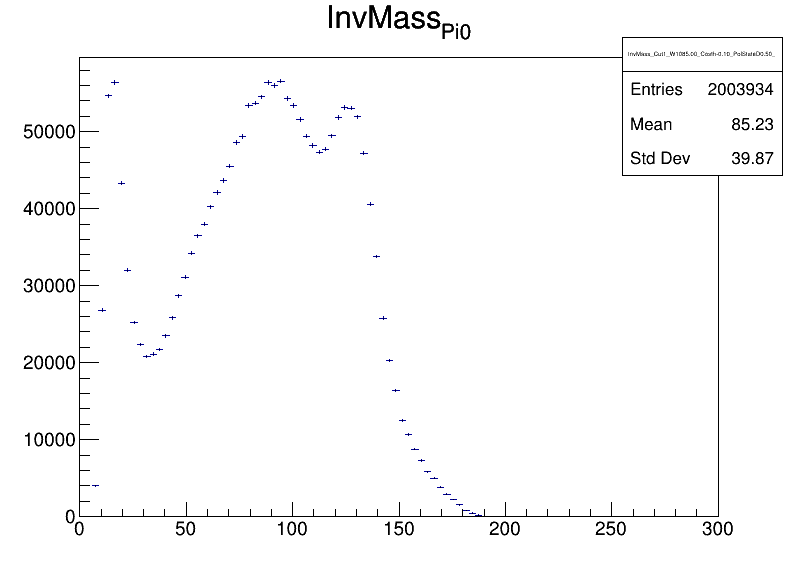 InvMass_Pi0
InvMass_Cut1_W1085.00_Costh-0.10_PolStateD0.50_
Entries 2003934
Mean 85.23
Std Dev 39.87
50000
40000
30000
20000
10000
0
0 50 100 150 200 250 300